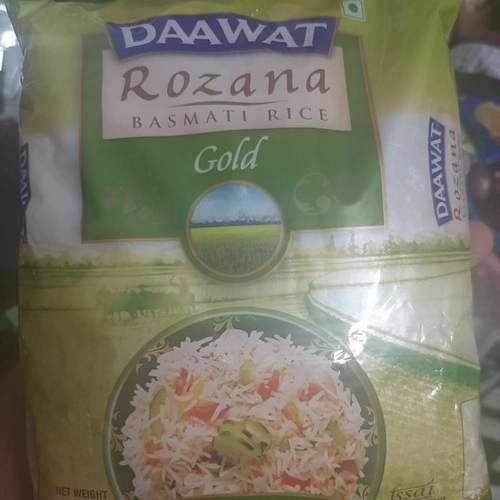 DAAWAT
Rozana
BASMATI RICE
Gold
DAAWAT
Rozana
NET WEIGHT
fssai